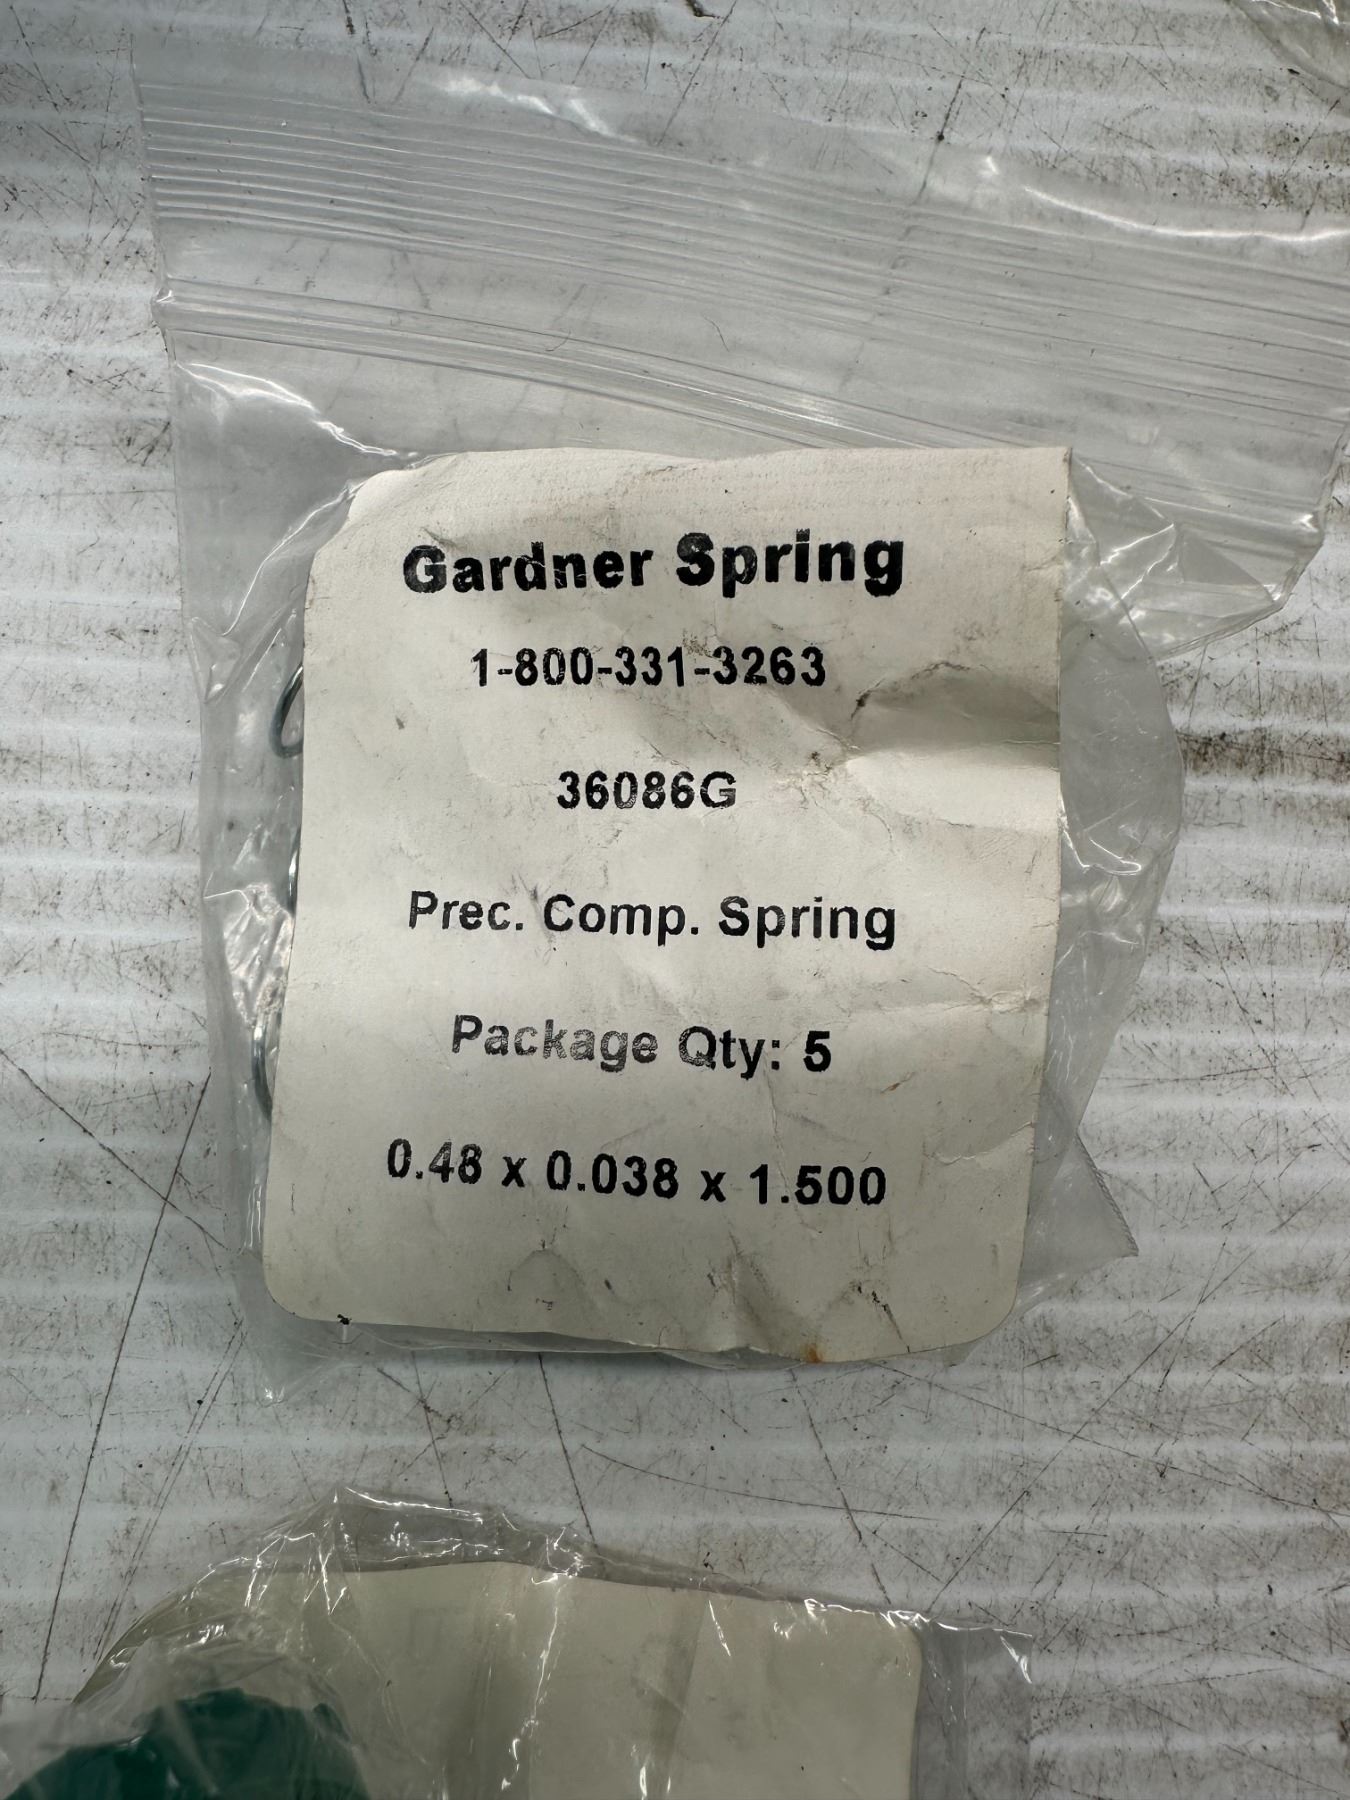 Gardner Spring
1-800-331-3263
36086G
Prec. Comp. Spring
Package Qty: 5
0.48 x 0.038 x 1.500